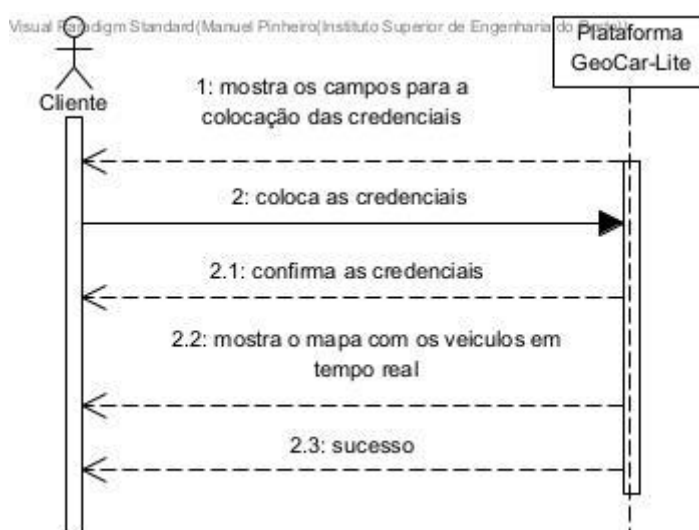 Visual Paradigm Standard(Manuel Pinheiro(Instituto Superior de Engenharia do Porto))
Plataforma
GeoCar-Lite
Cliente
1: mostra os campos para a
colocação das credenciais
2: coloca as credenciais
2.1: confirma as credenciais
2.2: mostra o mapa com os veiculos em
tempo real
2.3: sucesso